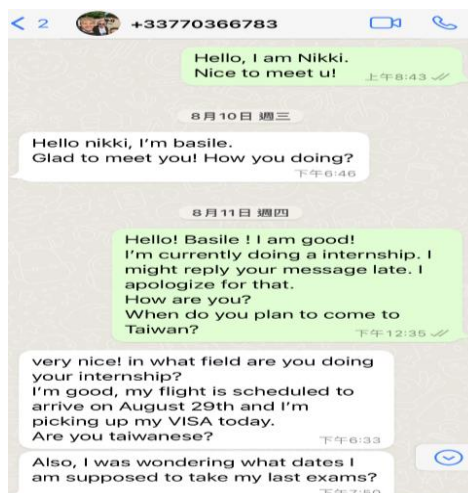 2
+33770366783
Hello, I am Nikki.
Nice to meet u!
上午8:43
8月10日 週三
Hello nikki, I'm basile.
Glad to meet you! How you doing?
下午6:46
8月11日 週四
Hello! Basile ! I am good!
I'm currently doing a internship. I
might reply your message late. I
apologize for that.
How are you?
When do you plan to come to
Taiwan?
下午12:35
very nice! in what field are you doing
your internship?
I'm good, my flight is scheduled to
arrive on August 29th and I'm
picking up my VISA today.
Are you taiwanese?
下午6:33
Also, I was wondering what dates I
am supposed to take my last exams?
下午7:50